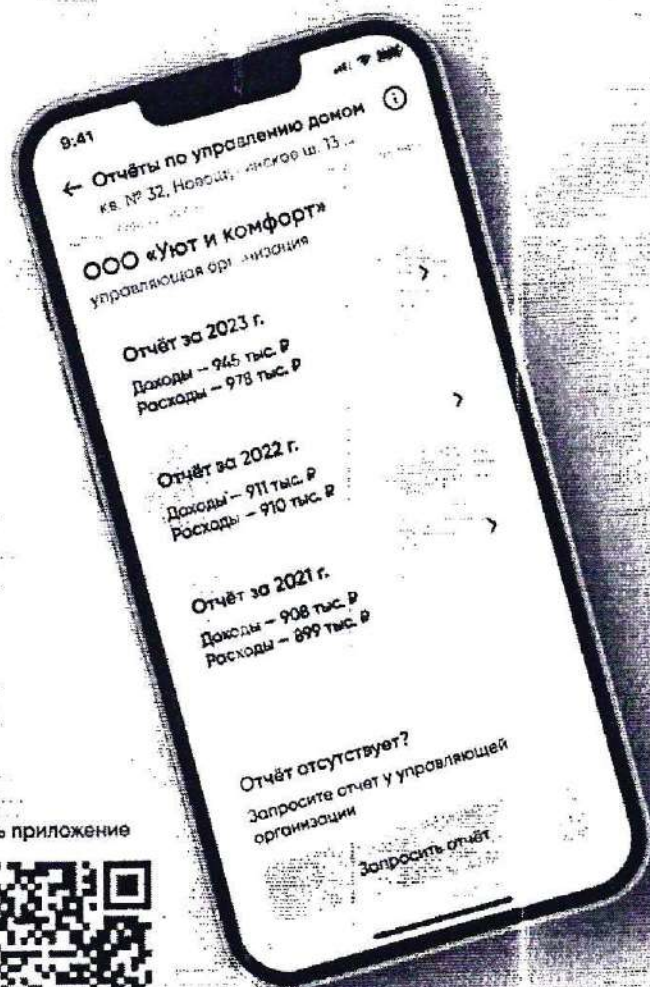 9:41
← Отчёты по управлению домом
кв. № 32, ш. 13
ООО «Уют и комфорт»
управляющая
Отчёт за 2023 г.
Доходы – 945 тыс. ₽
Расходы – 978 тыс. ₽
Отчёт за 2022 г.
Доходы – 911 тыс. ₽
Расходы – 910 тыс. ₽
Отчёт за 2021 г.
Доходы – 908 тыс. ₽
Расходы – 899 тыс. ₽
Отчёт отсутствует?
Запросите отчет у управляющей
организации
Запросить отчёт
приложение